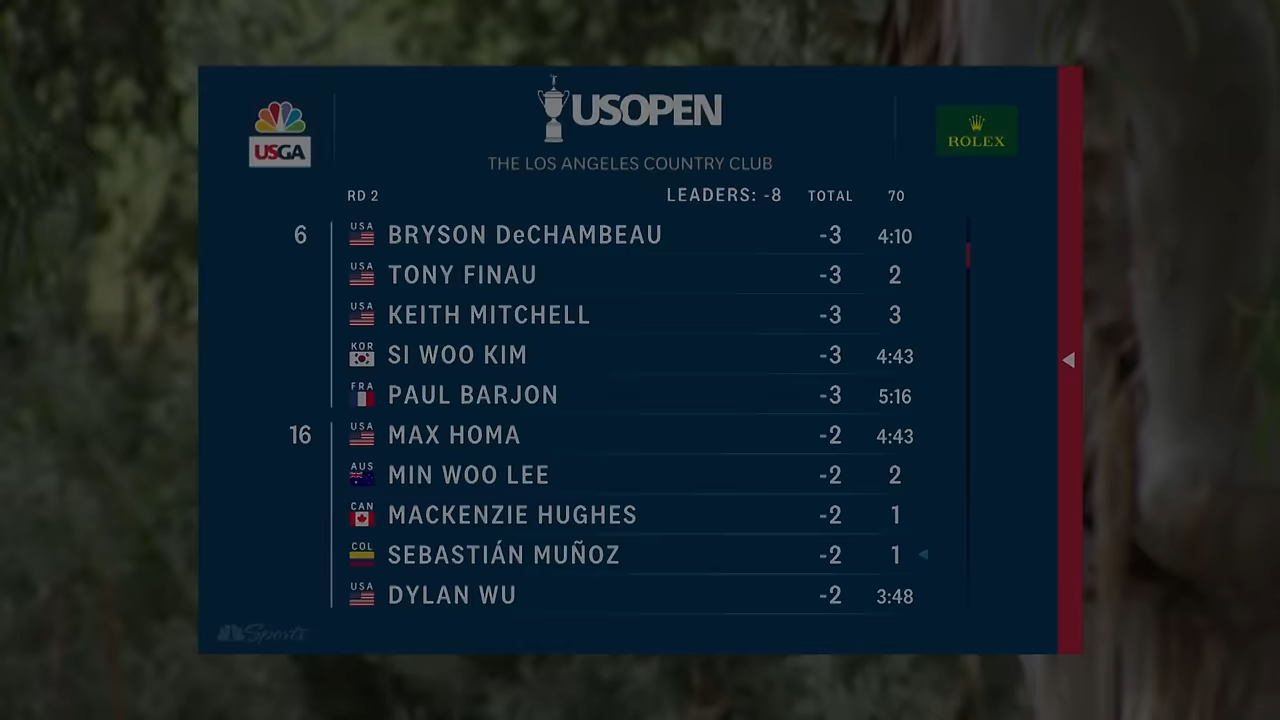 USOPEN
USGA
ROLEX
THE LOS ANGELES COUNTRY CLUB
RD 2 LEADERS: -8 TOTAL 70
6 USA BRYSON DeCHAMBEAU -3 4:10
USA TONY FINAU -3 2
USA KEITH MITCHELL -3 3
KOR SI WOO KIM -3 4:43
FRA PAUL BARJON -3 5:16
16 USA MAX HOMA -2 4:43
AUS MIN WOO LEE -2 2
CAN MACKENZIE HUGHES -2 1
COL SEBASTIÁN MUÑOZ -2 1
USA DYLAN WU -2 3:48
Sports